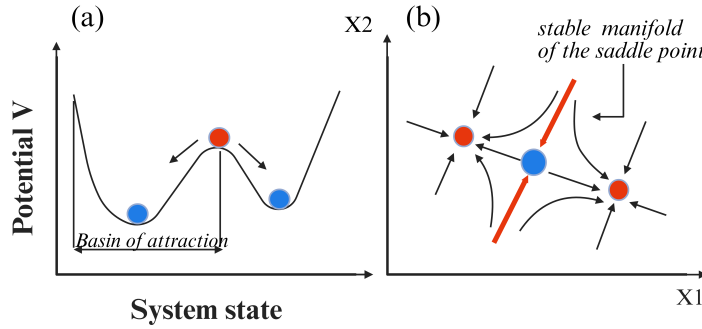 (a)
Potential V
Basin of attraction
System state
X2
(b)
stable manifold
of the saddle point
X1